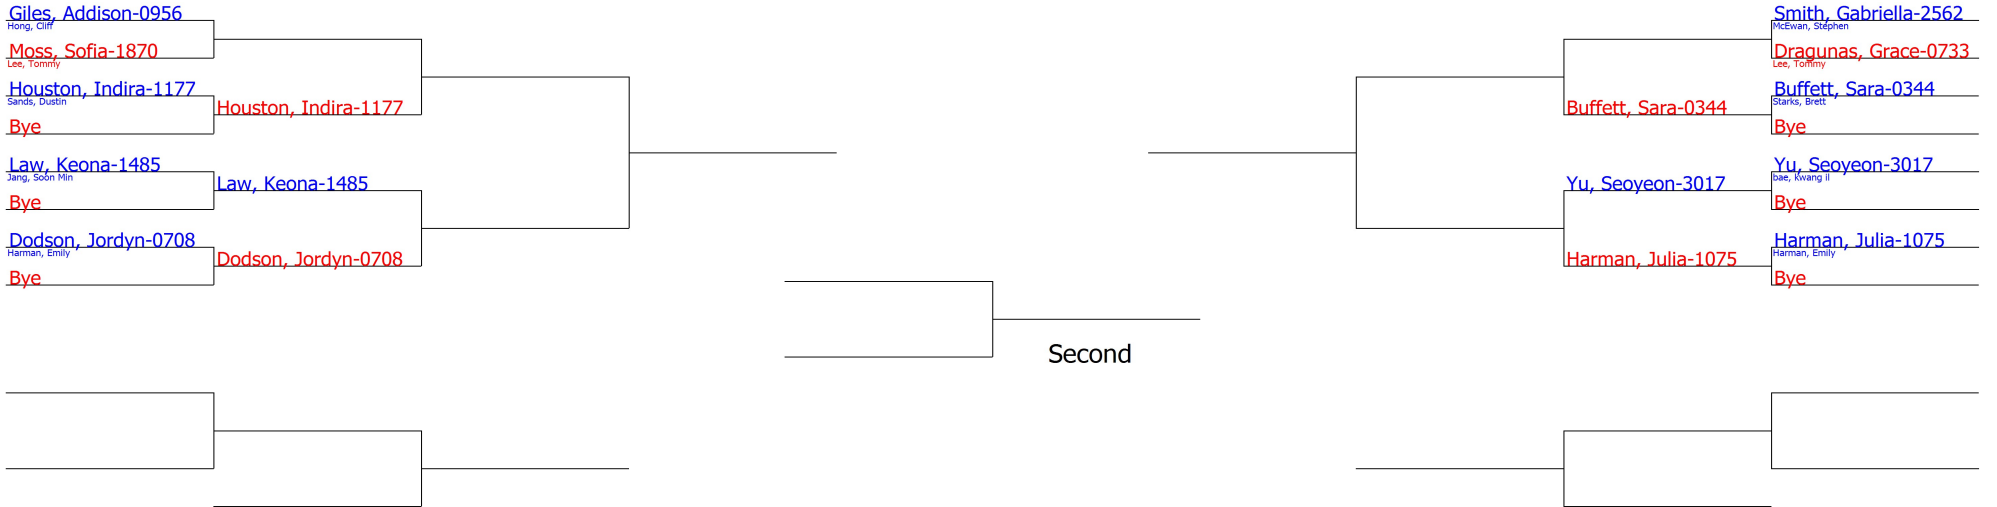 Giles, Addison-0956
Hong, Cliff
Moss, Sofia-1870
Lee, Tommy
Houston, Indira-1177
Sands, Dustin
Houston, Indira-1177
Bye
Law, Keona-1485
Jang, Soon Min
Law, Keona-1485
Bye
Dodson, Jordyn-0708
Harman, Emily
Dodson, Jordyn-0708
Bye
Second
Smith, Gabriella-2562
McEwan, Stephen
Dragunas, Grace-0733
Lee, Tommy
Buffett, Sara-0344
Starks, Brett
Buffett, Sara-0344
Bye
Yu, Seoyeon-3017
bae, kwang il
Yu, Seoyeon-3017
Bye
Harman, Julia-1075
Harman, Emily
Harman, Julia-1075
Bye